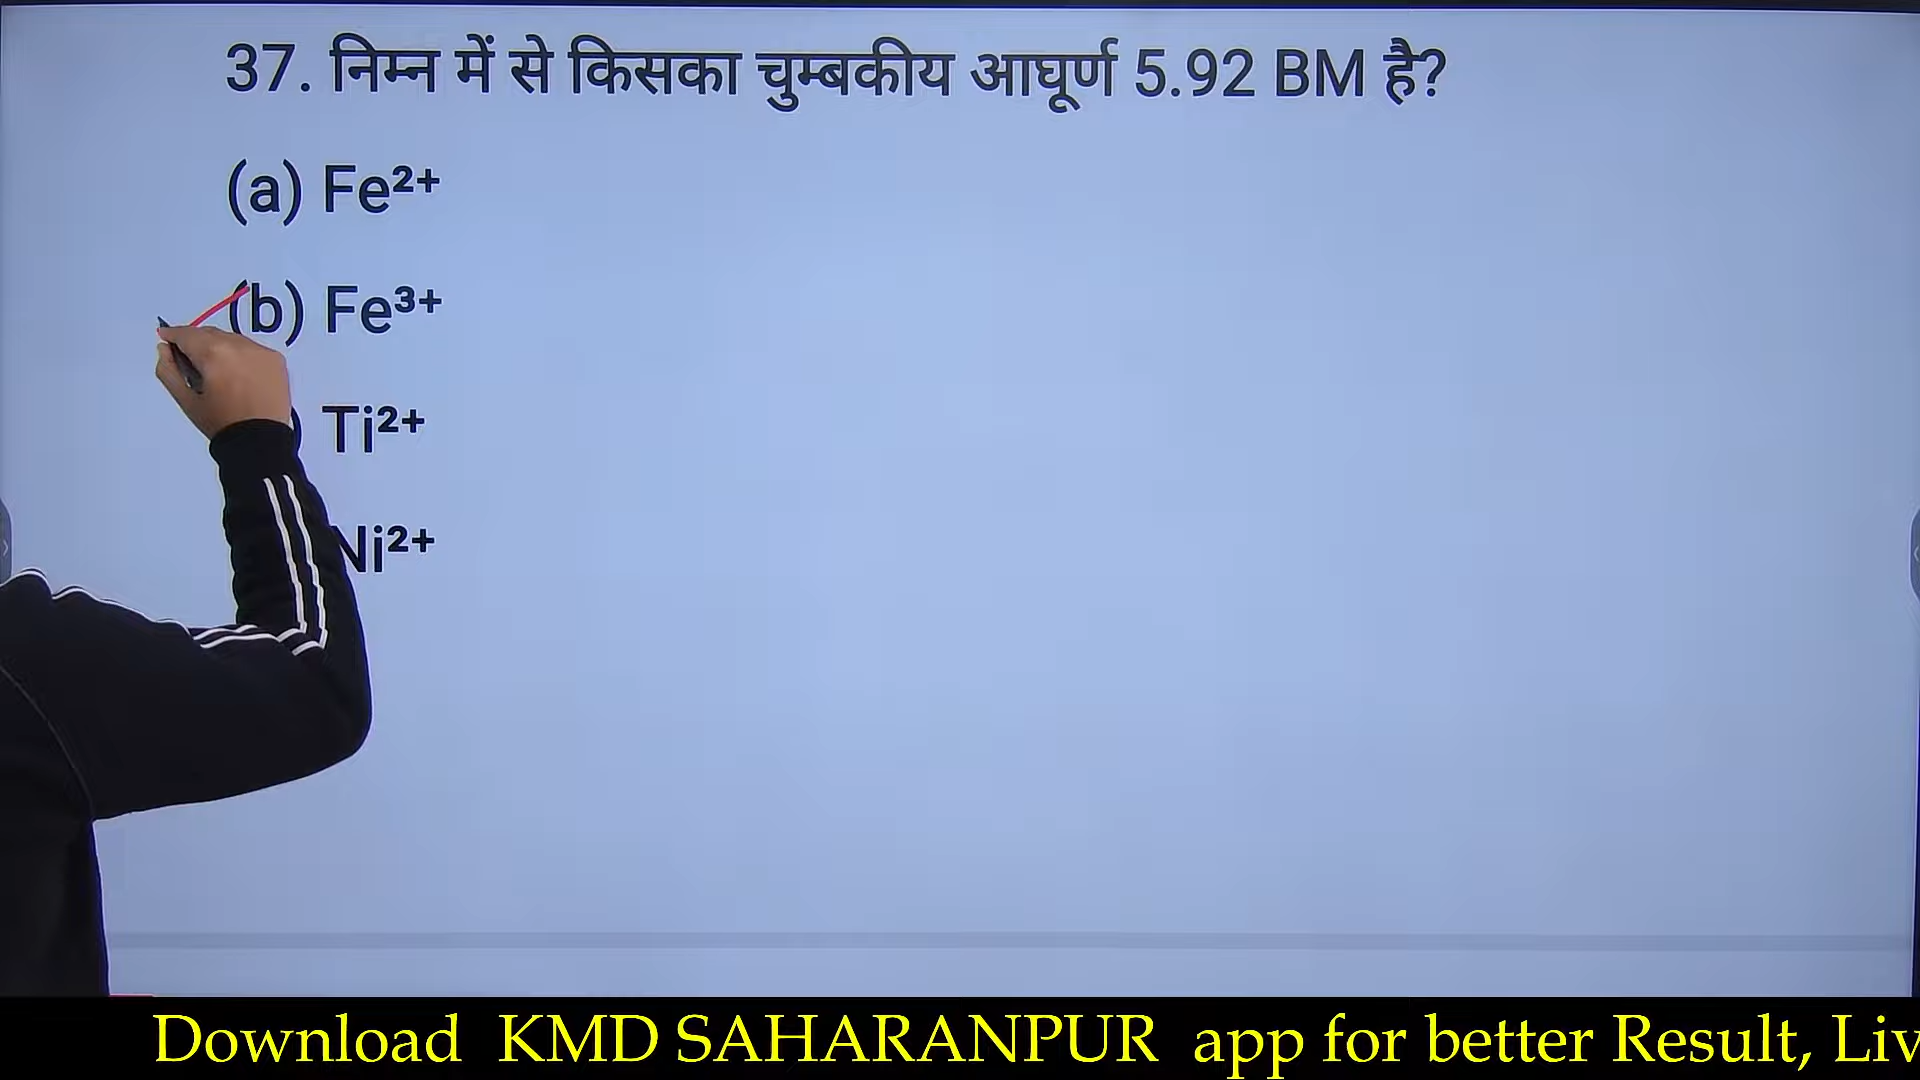 37. निम्न में से किसका चुम्बकीय आघूर्ण 5.92 BM है?
(a) Fe²⁺
(b) Fe³⁺
) Ti²⁺
Ni²⁺
Download KMD SAHARANPUR app for better Result, Liv